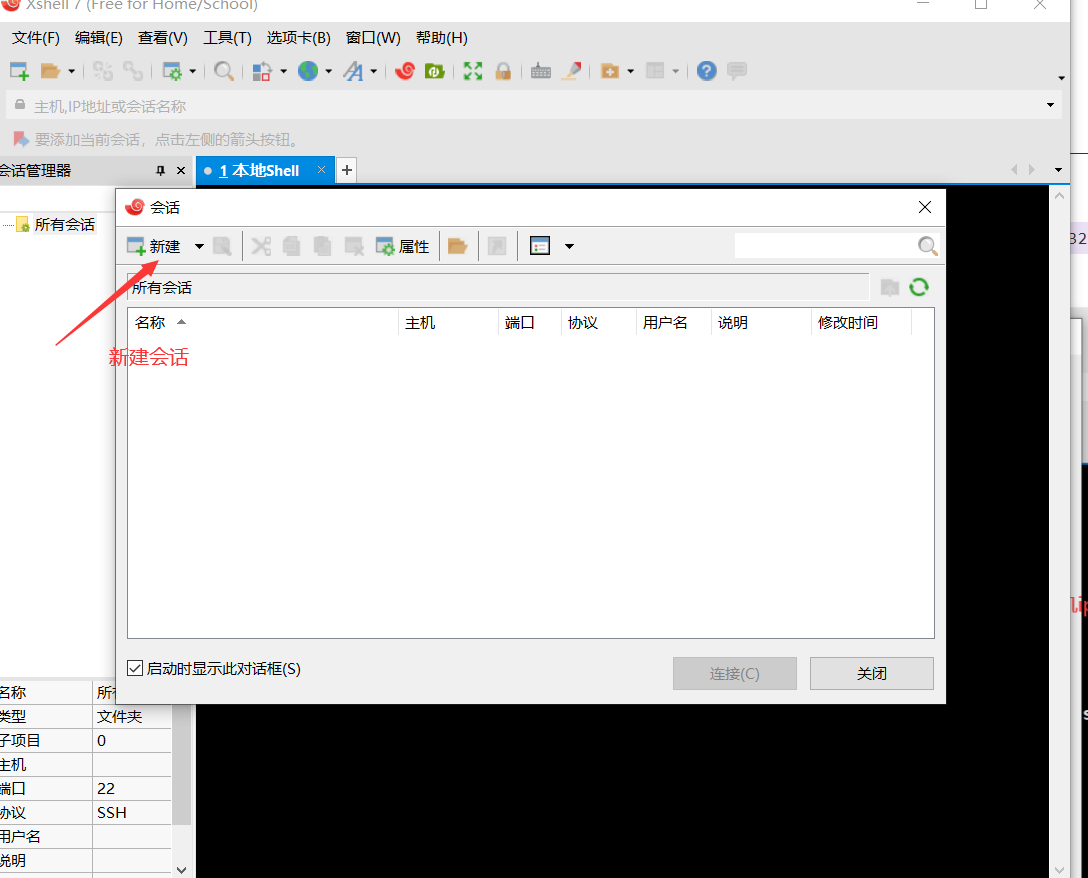 Xshell 7 (Free for Home/School)
文件(F) 编辑(E) 查看(V) 工具(T) 选项卡(B) 窗口(W) 帮助(H)
主机,IP地址或会话名称
要添加当前会话，点击左侧的箭头按钮。
会话管理器
1 本地Shell
所有会话
会话
新建
属性
所有会话
名称 主机 端口 协议 用户名 说明 修改时间
新建会话
启动时显示此对话框(S)
连接(C) 关闭
名称 所有
类型 文件夹
子项目 0
主机
端口 22
协议 SSH
用户名
说明
32
lip